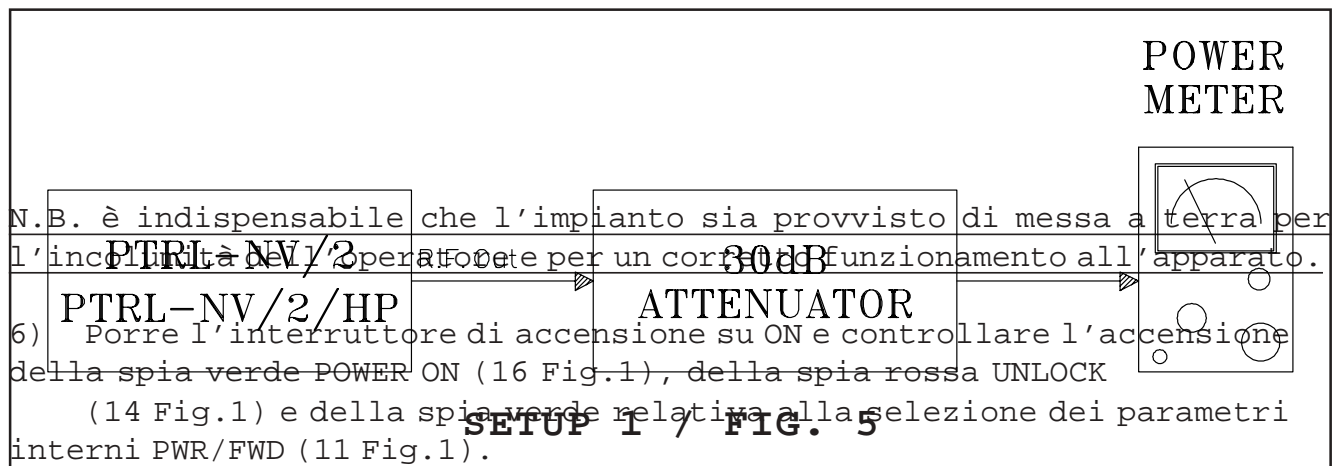 POWER
METER
N.B. è indispensabile che l'impianto sia provvisto di messa a terra per
l'incolumità dell'operatore e per un corretto funzionamento all'apparato.
PTRL-NV/2
PTRL-NV/2/HP
R.F. Out
30dB
ATTENUATOR
6) Porre l'interruttore di accensione su ON e controllare l'accensione
della spia verde POWER ON (16 Fig.1), della spia rossa UNLOCK
(14 Fig.1) e della spia verde relativa alla selezione dei parametri
SETUP 1 / FIG. 5
interni PWR/FWD (11 Fig.1).